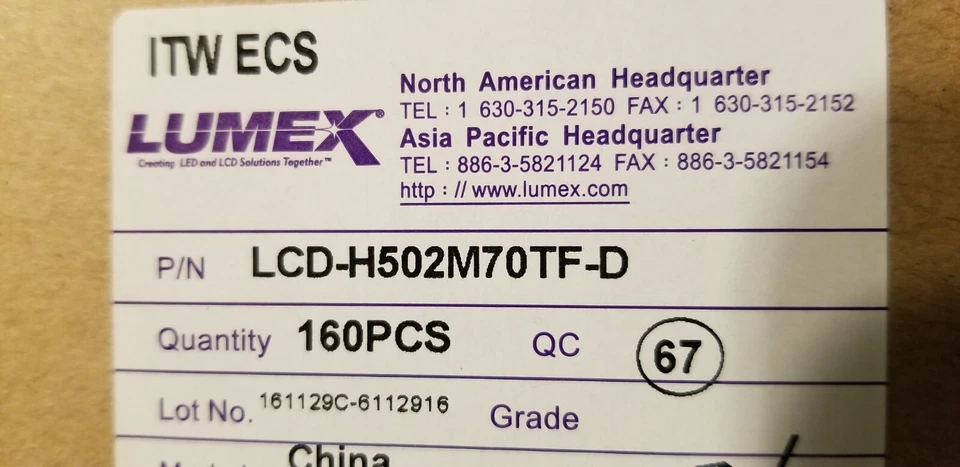 ITW ECS
LUMEX®
Creating LED and LCD Solutions Together™
North American Headquarter
TEL : 1 630-315-2150 FAX : 1 630-315-2152
Asia Pacific Headquarter
TEL : 886-3-5821124 FAX : 886-3-5821154
http : // www.lumex.com
P/N LCD-H502M70TF-D
Quantity 160PCS QC 67
Lot No. 161129C-6112916 Grade
China